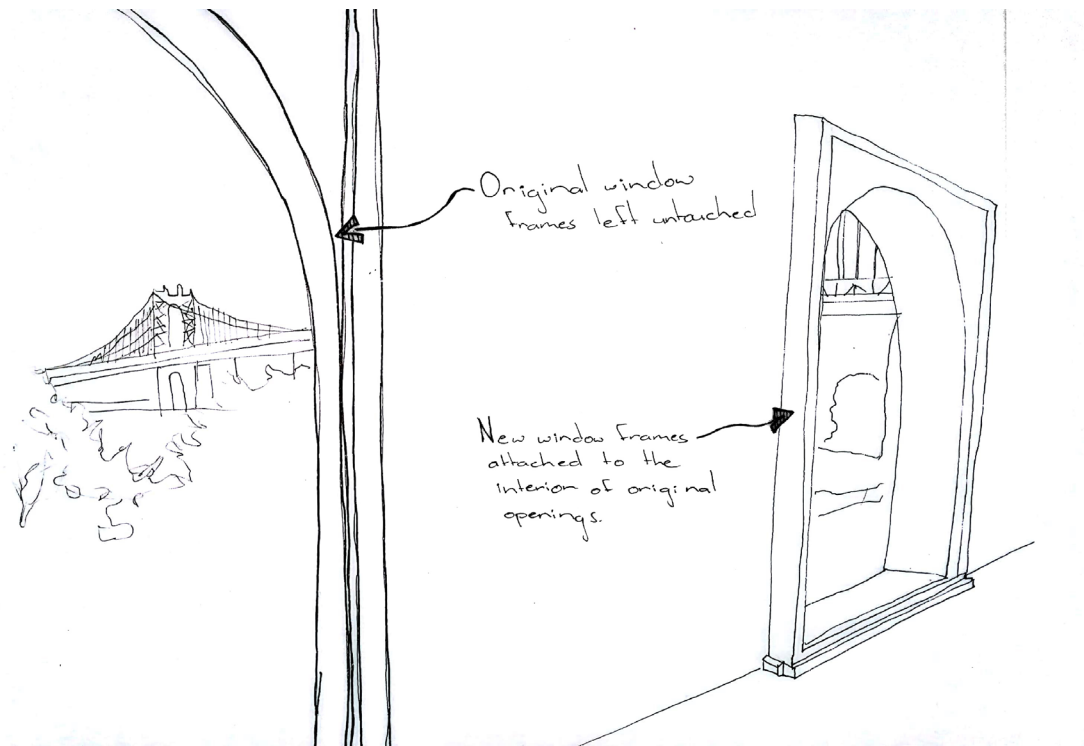 Original window
frames left untouched
New window frames
attached to the
interior of original
openings.